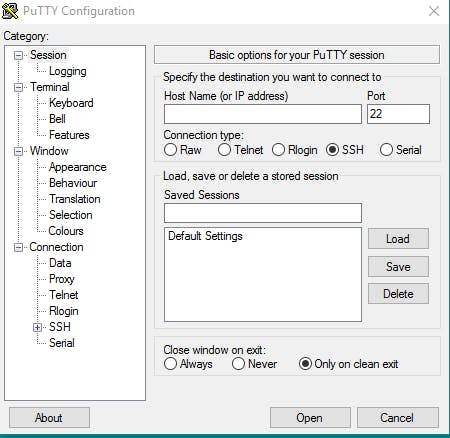 PuTTY Configuration
Category:
Session
Logging
Terminal
Keyboard
Bell
Features
Window
Appearance
Behaviour
Translation
Selection
Colours
Connection
Data
Proxy
Telnet
Rlogin
SSH
Serial
Basic options for your PuTTY session
Specify the destination you want to connect to
Host Name (or IP address) Port
22
Connection type:
Raw Telnet Rlogin SSH Serial
Load, save or delete a stored session
Saved Sessions
Default Settings
Load
Save
Delete
Close window on exit:
Always Never Only on clean exit
About Open Cancel